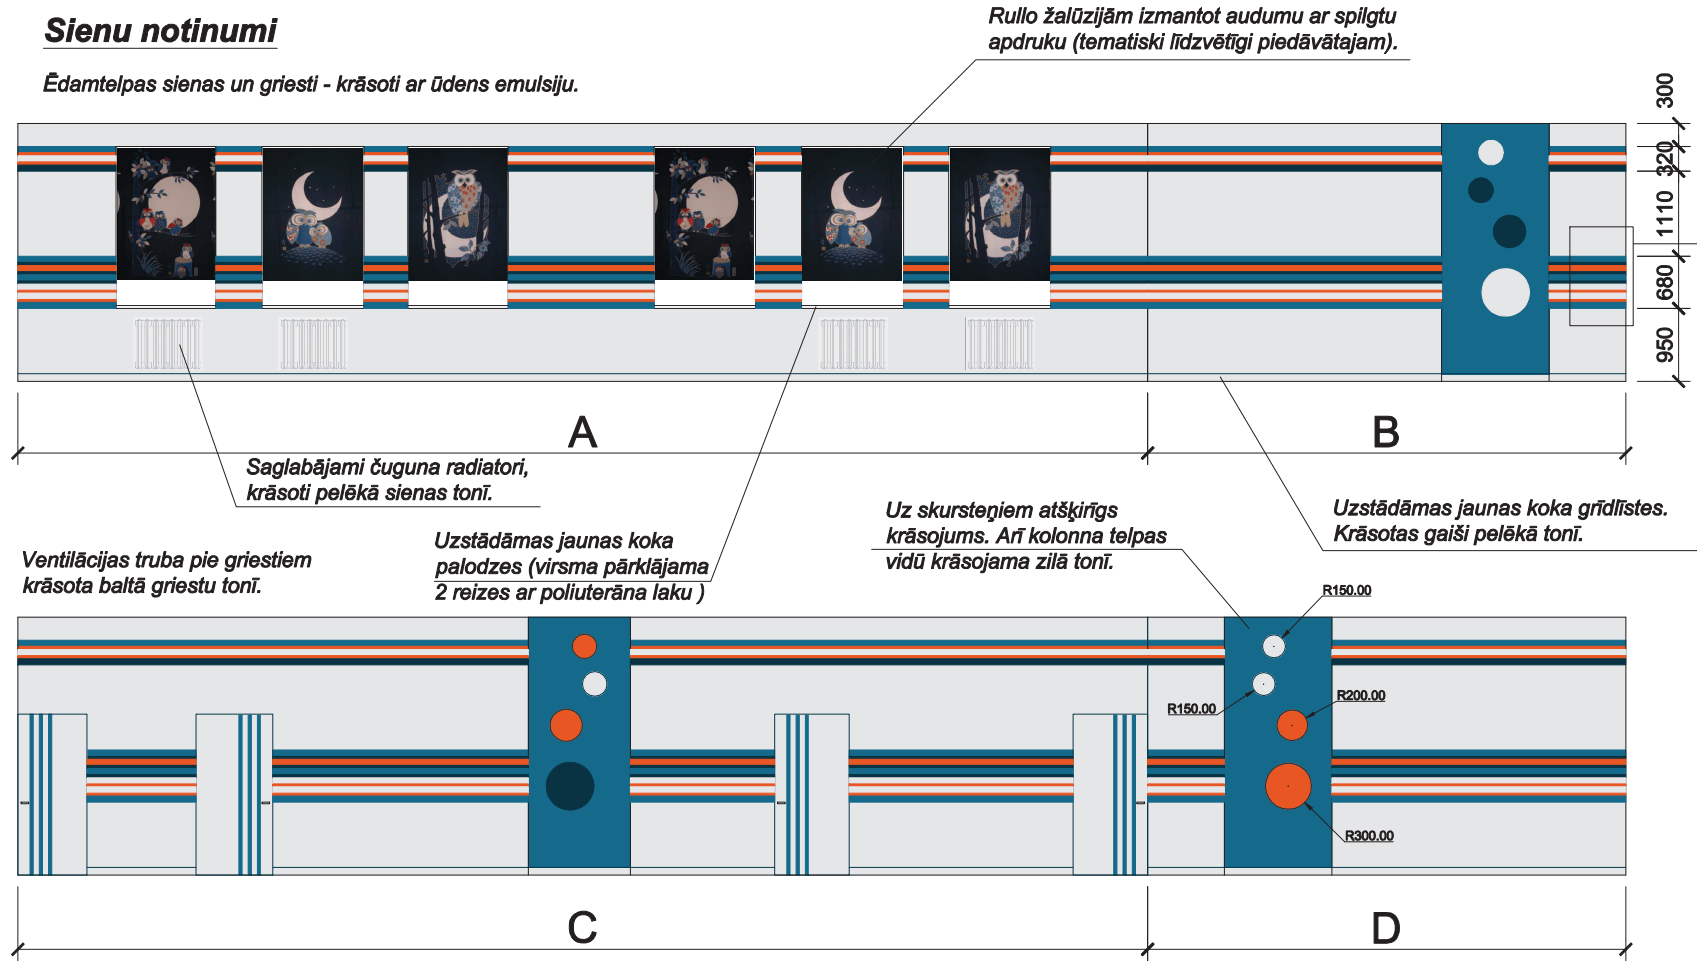 Sienu notinumi
Ēdamtelpas sienas un griesti - krāsoti ar ūdens emulsiju.
Rullo žalūzijām izmantot audumu ar spilgtu
apdruku (tematiski līdzvētīgi piedāvātajam).
300
320
1110
680
950
A
B
Saglabājami čuguna radiatori,
krāsoti pelēkā sienas tonī.
Ventilācijas truba pie griestiem
krāsota baltā griestu tonī.
Uzstādāmas jaunas koka
palodzes (virsma pārklājama
2 reizes ar poliuterāna laku )
Uz skursteņiem atšķirīgs
krāsojums. Arī kolonna telpas
vidū krāsojama zilā tonī.
Uzstādāmas jaunas koka grīdlīstes.
Krāsotas gaiši pelēkā tonī.
R150.00
R150.00
R200.00
R300.00
C
D